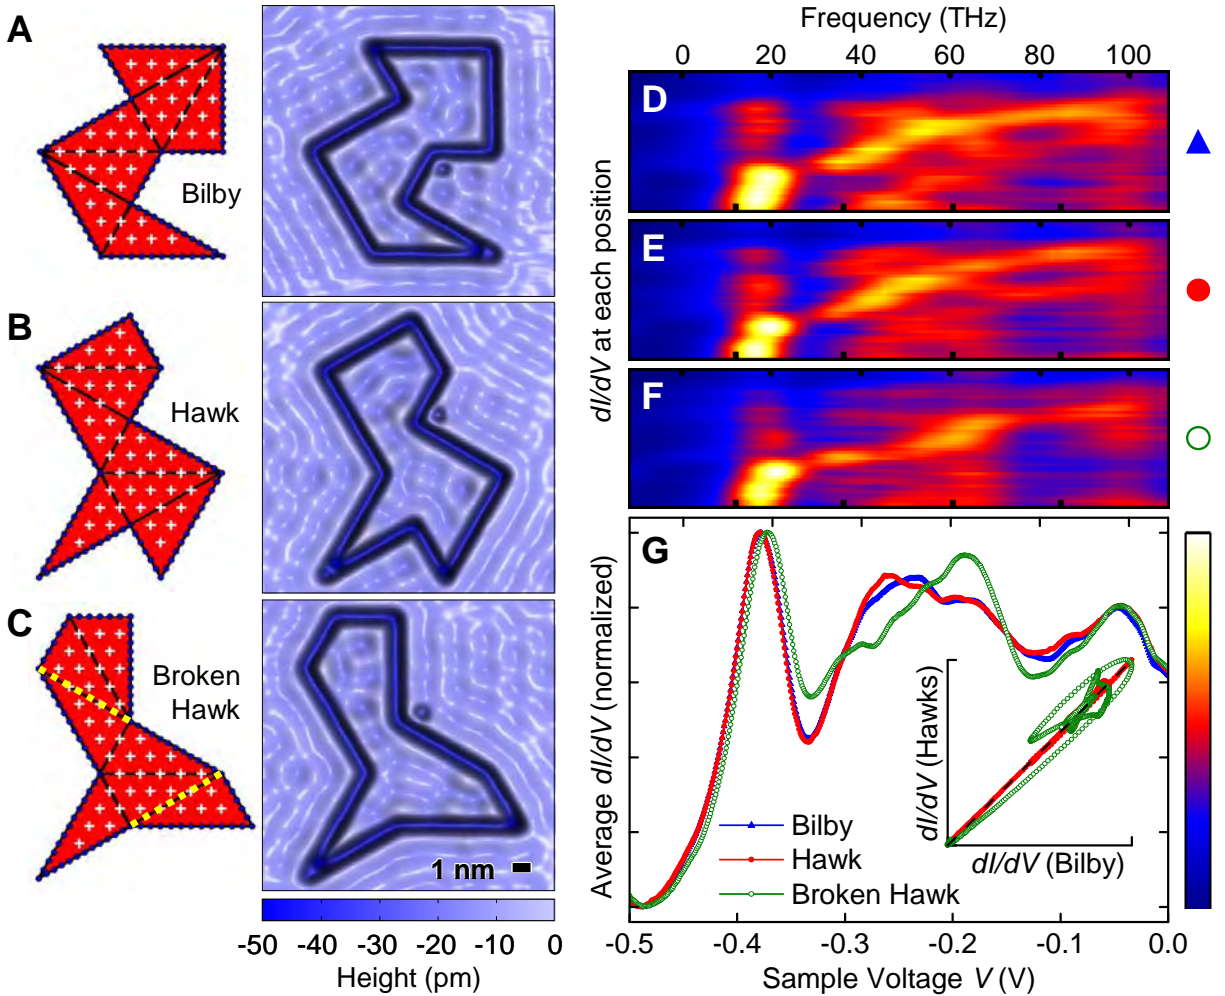 A
Bilby
B
Hawk
C
Broken
Hawk
1 nm
-50 -40 -30 -20 -10 0
Height (pm)
Frequency (THz)
0 20 40 60 80 100
D
E
F
dI/dV at each position
G
Average dI/dV (normalized)
Bilby
Hawk
Broken Hawk
dI/dV (Hawks)
dI/dV (Bilby)
-0.5 -0.4 -0.3 -0.2 -0.1 0.0
Sample Voltage V (V)